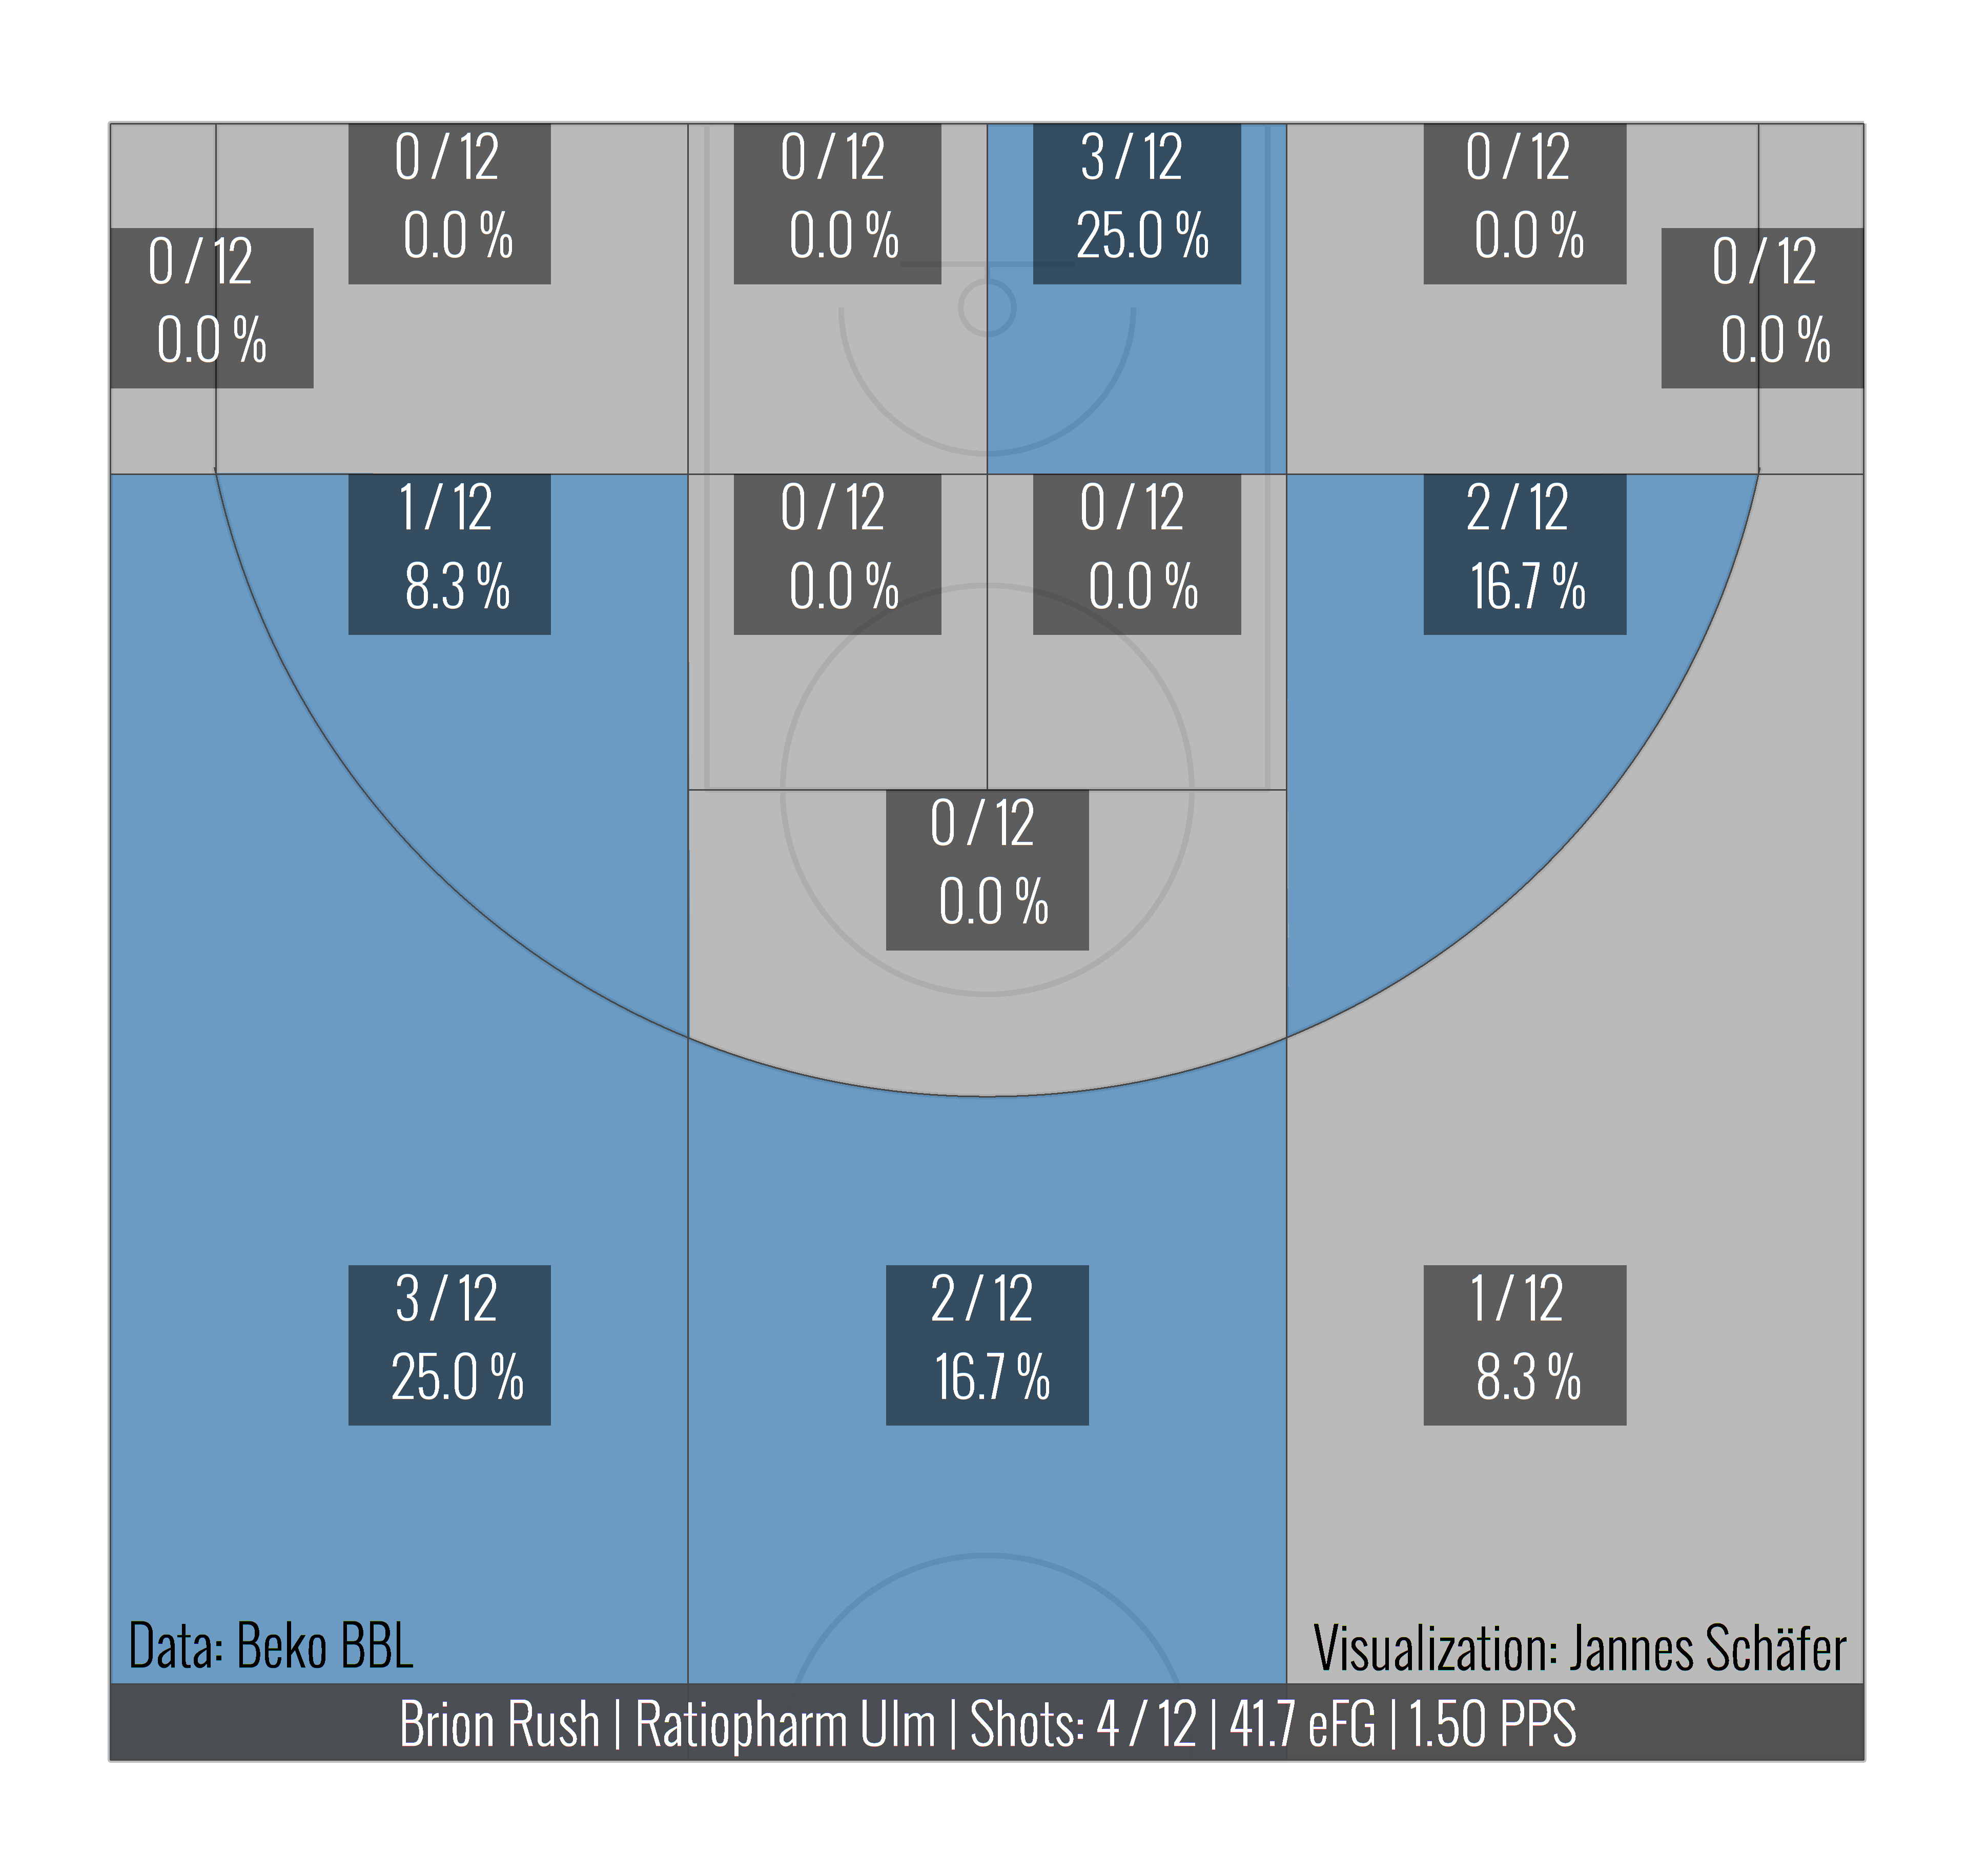 0 / 12
0.0 %
0 / 12
0.0 %
3 / 12
25.0 %
0 / 12
0.0 %
0 / 12
0.0 %
0 / 12
0.0 %
1 / 12
8.3 %
0 / 12
0.0 %
0 / 12
0.0 %
2 / 12
16.7 %
0 / 12
0.0 %
3 / 12
25.0 %
2 / 12
16.7 %
1 / 12
8.3 %
Data: Beko BBL
Visualization: Jannes Schäfer
Brion Rush | Ratiopharm Ulm | Shots: 4 / 12 | 41.7 eFG | 1.50 PPS